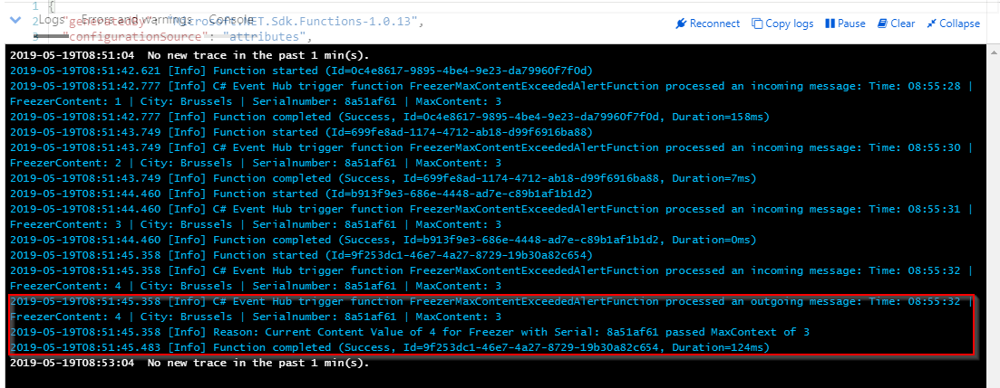 1 {
Logs Errors and warnings Console
2 "generatedBy": "Microsoft.NET.Sdk.Functions-1.0.13",
3 "configurationSource": "attributes",
Reconnect Copy logs Pause Clear Collapse
2019-05-19T08:51:04 No new trace in the past 1 min(s).
2019-05-19T08:51:42.621 [Info] Function started (Id=0c4e8617-9895-4be4-9e23-da79960f7f0d)
2019-05-19T08:51:42.777 [Info] C# Event Hub trigger function FreezerMaxContentExceededAlertFunction processed an incoming message: Time: 08:55:28 |
FreezerContent: 1 | City: Brussels | Serialnumber: 8a51af61 | MaxContent: 3
2019-05-19T08:51:42.777 [Info] Function completed (Success, Id=0c4e8617-9895-4be4-9e23-da79960f7f0d, Duration=158ms)
2019-05-19T08:51:43.749 [Info] Function started (Id=699fe8ad-1174-4712-ab18-d99f6916ba88)
2019-05-19T08:51:43.749 [Info] C# Event Hub trigger function FreezerMaxContentExceededAlertFunction processed an incoming message: Time: 08:55:30 |
FreezerContent: 2 | City: Brussels | Serialnumber: 8a51af61 | MaxContent: 3
2019-05-19T08:51:43.749 [Info] Function completed (Success, Id=699fe8ad-1174-4712-ab18-d99f6916ba88, Duration=7ms)
2019-05-19T08:51:44.460 [Info] Function started (Id=b913f9e3-686e-4448-ad7e-c89b1af1b1d2)
2019-05-19T08:51:44.460 [Info] C# Event Hub trigger function FreezerMaxContentExceededAlertFunction processed an incoming message: Time: 08:55:31 |
FreezerContent: 3 | City: Brussels | Serialnumber: 8a51af61 | MaxContent: 3
2019-05-19T08:51:44.460 [Info] Function completed (Success, Id=b913f9e3-686e-4448-ad7e-c89b1af1b1d2, Duration=0ms)
2019-05-19T08:51:45.358 [Info] Function started (Id=9f253dc1-46e7-4a27-8729-19b30a82c654)
2019-05-19T08:51:45.358 [Info] C# Event Hub trigger function FreezerMaxContentExceededAlertFunction processed an incoming message: Time: 08:55:32 |
FreezerContent: 4 | City: Brussels | Serialnumber: 8a51af61 | MaxContent: 3
2019-05-19T08:51:45.358 [Info] C# Event Hub trigger function FreezerMaxContentExceededAlertFunction processed an outgoing message: Time: 08:55:32 |
FreezerContent: 4 | City: Brussels | Serialnumber: 8a51af61 | MaxContent: 3
2019-05-19T08:51:45.358 [Info] Reason: Current Content Value of 4 for Freezer with Serial: 8a51af61 passed MaxContext of 3
2019-05-19T08:51:45.483 [Info] Function completed (Success, Id=9f253dc1-46e7-4a27-8729-19b30a82c654, Duration=124ms)
2019-05-19T08:53:04 No new trace in the past 1 min(s).